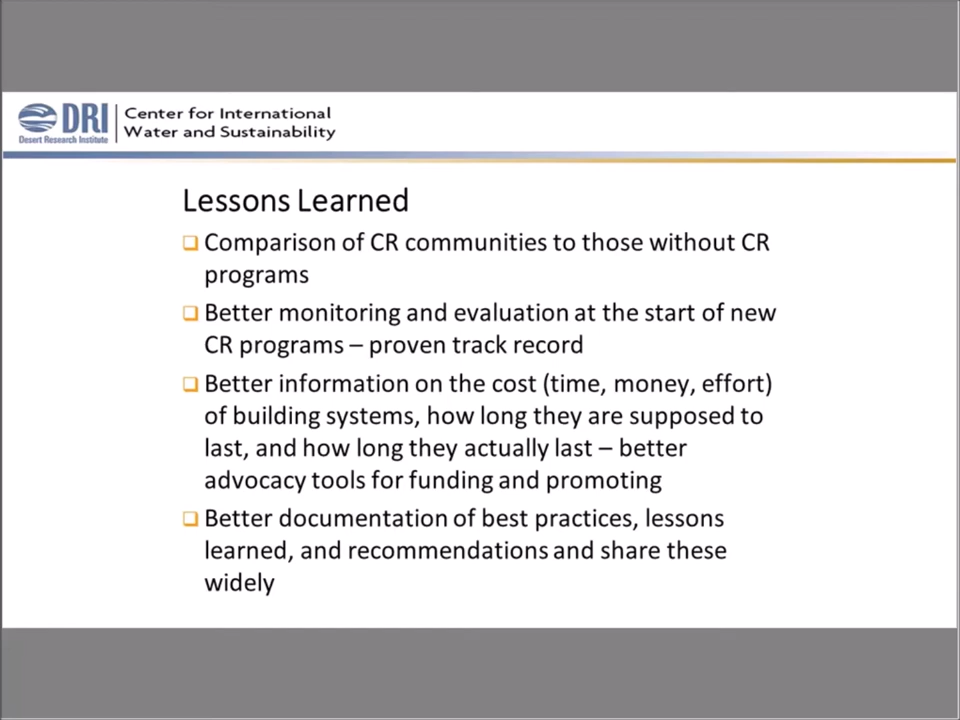 DRI
Desert Research Institute
Center for International
Water and Sustainability
Lessons Learned
Comparison of CR communities to those without CR
programs
Better monitoring and evaluation at the start of new
CR programs – proven track record
Better information on the cost (time, money, effort)
of building systems, how long they are supposed to
last, and how long they actually last – better
advocacy tools for funding and promoting
Better documentation of best practices, lessons
learned, and recommendations and share these
widely